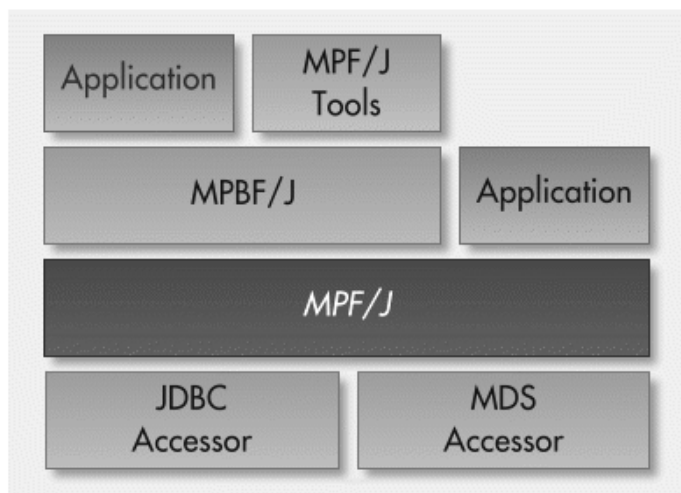 Application
MPF/J
Tools
MPBF/J
Application
MPF/J
JDBC
Accessor
MDS
Accessor